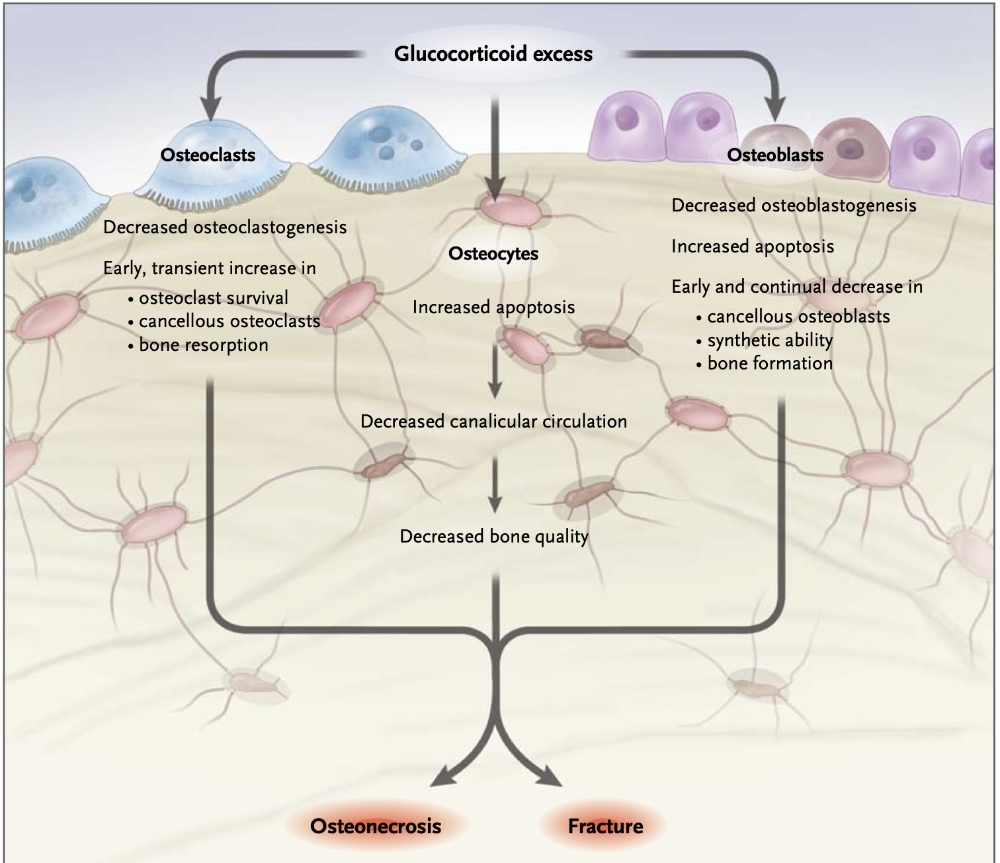 Glucocorticoid excess
Osteoclasts
Decreased osteoclastogenesis
Early, transient increase in
• osteoclast survival
• cancellous osteoclasts
• bone resorption
Osteocytes
Increased apoptosis
Decreased canalicular circulation
Decreased bone quality
Osteoblasts
Decreased osteoblastogenesis
Increased apoptosis
Early and continual decrease in
• cancellous osteoblasts
• synthetic ability
• bone formation
Osteonecrosis
Fracture